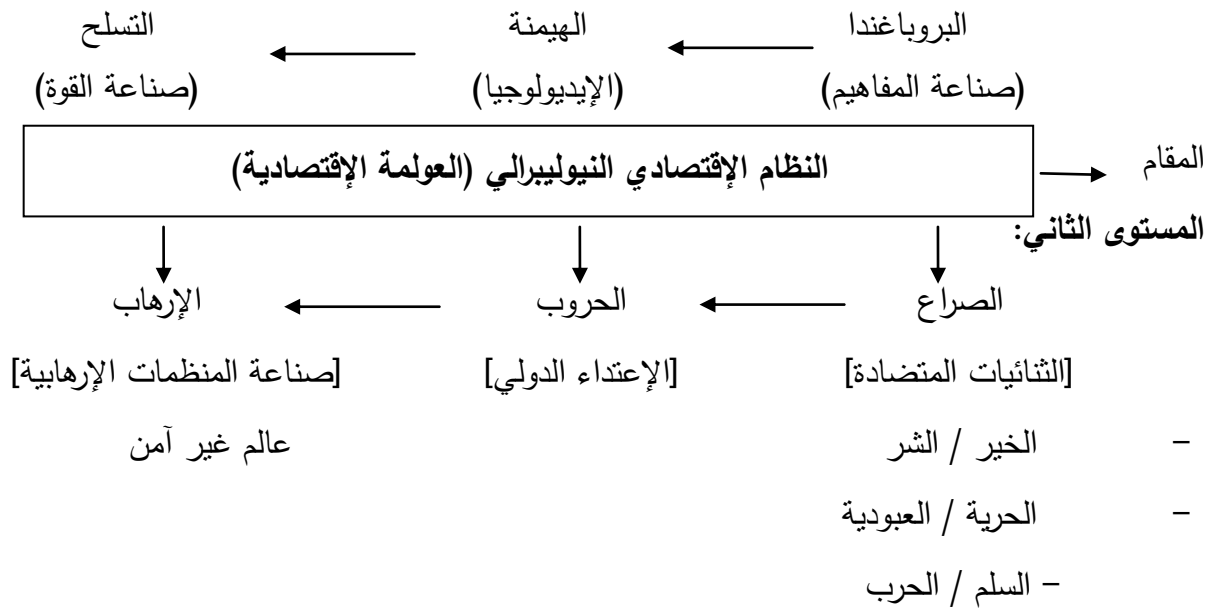 البروباغندا الهيمنة التسلح
(صناعة المفاهيم) (الإيديولوجيا) (صناعة القوة)
المقام النظام الإقتصادي النيوليبرالي (العولمة الإقتصادية)
المستوى الثاني:
الصراع الحروب الإرهاب
[الثنائيات المتضادة] [الإعتداء الدولي] [صناعة المنظمات الإرهابية]
- الخير / الشر عالم غير آمن
- الحرية / العبودية
- السلم / الحرب